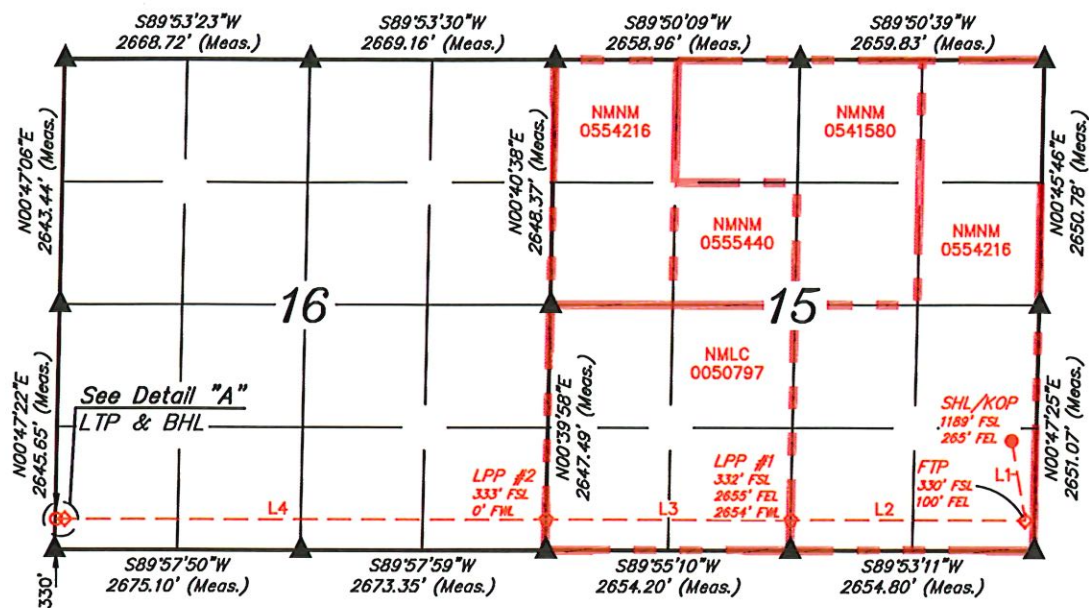 S89°53'23"W
2668.72' (Meas.)
S89°53'30"W
2669.16' (Meas.)
S89°50'09"W
2658.96' (Meas.)
S89°50'39"W
2659.83' (Meas.)
N00°47'06"E
2643.44' (Meas.)
N00°40'38"E
2648.37' (Meas.)
NMNM
0554216
NMNM
0541580
N00°45'46"E
2650.78' (Meas.)
NMNM
0555440
NMNM
0554216
16
15
N00°47'22"E
2645.65' (Meas.)
See Detail "A"
LTP & BHL
N00°39'58"E
2647.49' (Meas.)
NMLC
0050797
SHL/KOP
1189' FSL
265' FEL
N00°47'25"E
2651.07' (Meas.)
LPP #2
333' FSL
0' FWL
LPP #1
332' FSL
2655' FEL
2654' FWL
FTP
330' FSL
100' FEL
L1
L4
L3
L2
330'
S89°57'50"W
2675.10' (Meas.)
S89°57'59"W
2673.35' (Meas.)
S89°55'10"W
2654.20' (Meas.)
S89°53'11"W
2654.80' (Meas.)